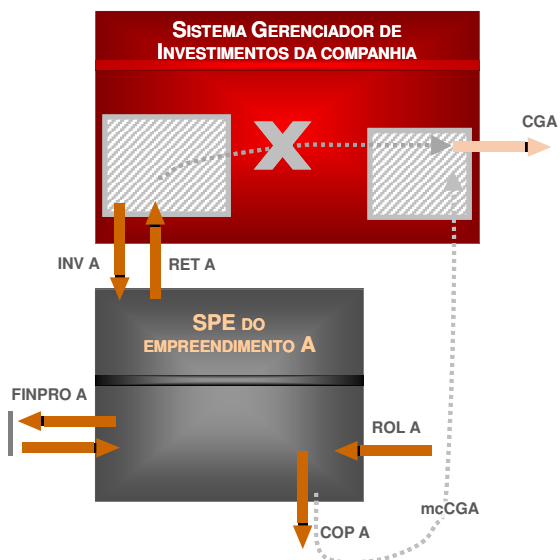 SISTEMA GERENCIADOR DE
INVESTIMENTOS DA COMPANHIA
CGA
X
INV A
RET A
SPE DO
EMPREENDIMENTO A
FINPRO A
ROL A
mcCGA
COP A